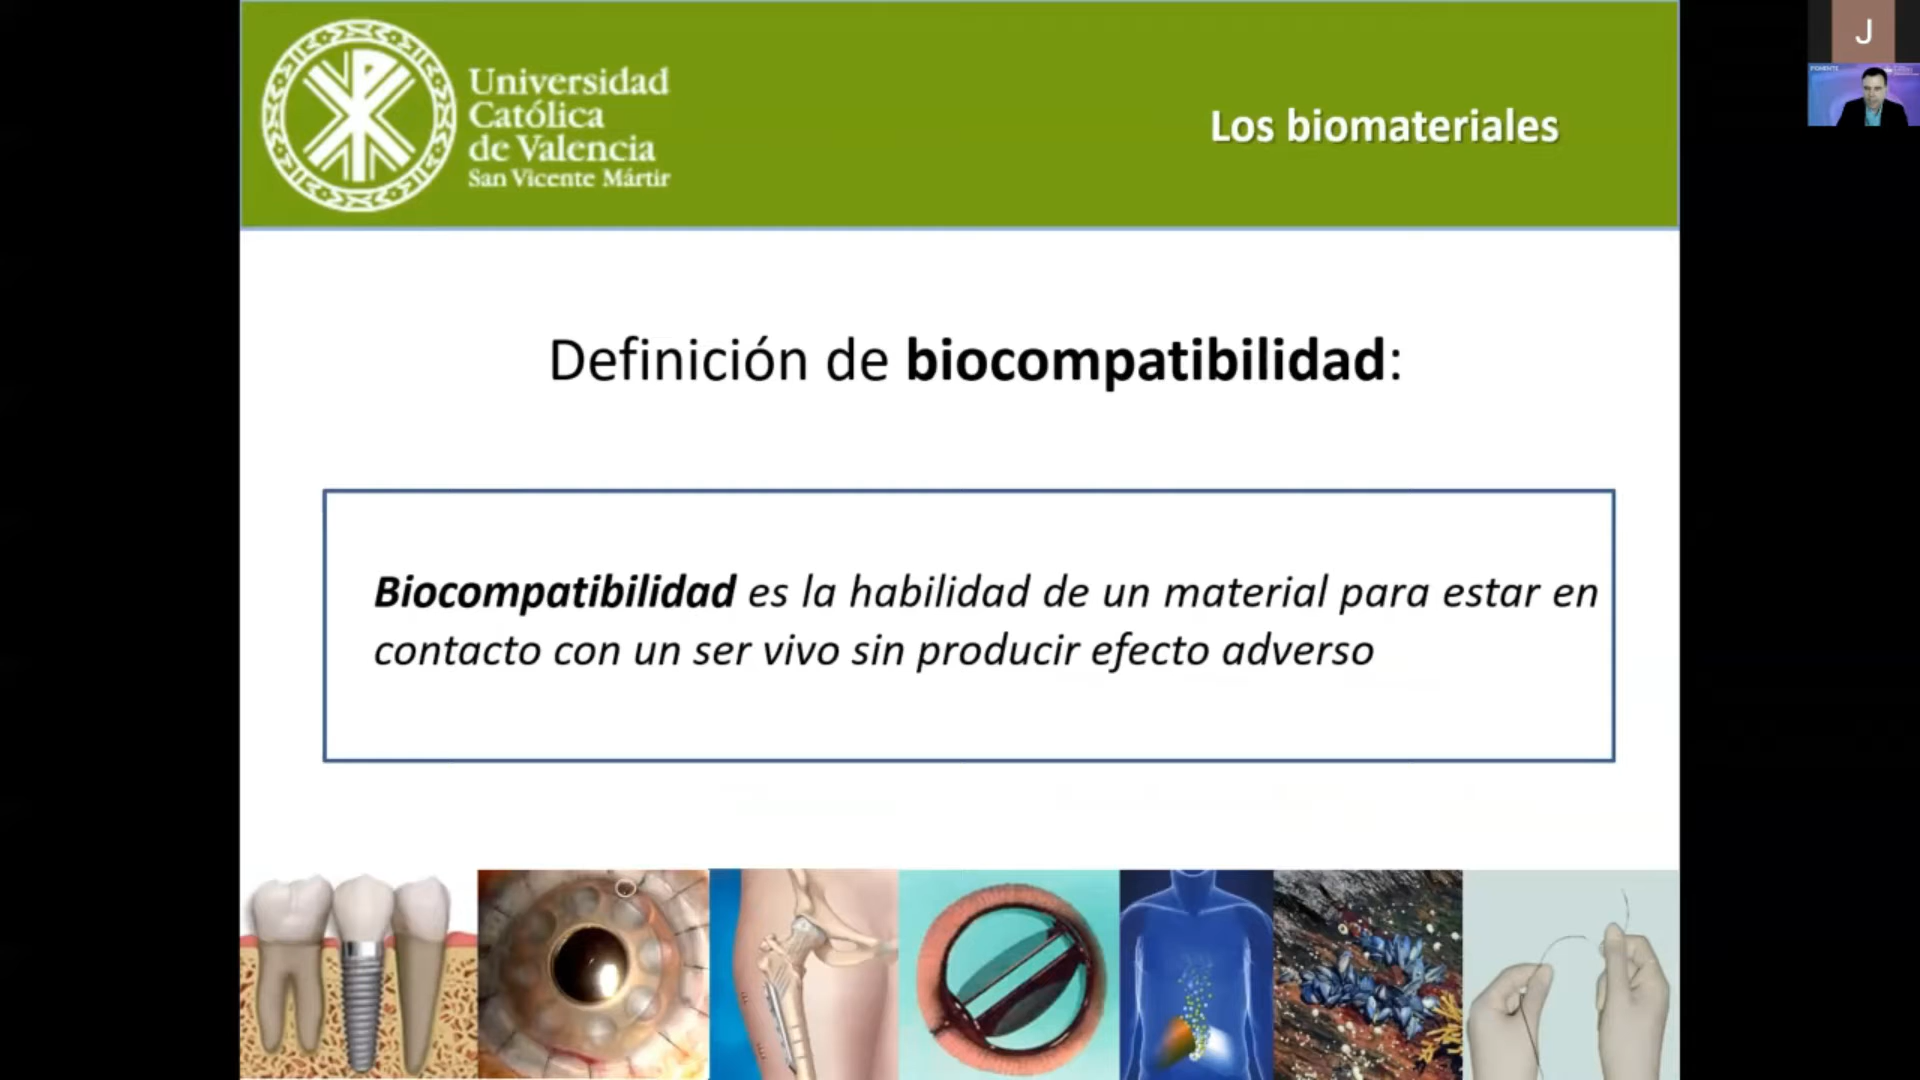 Universidad
Católica
de Valencia
San Vicente Mártir
Los biomateriales
J
PONENTE
Definición de biocompatibilidad:
Biocompatibilidad es la habilidad de un material para estar en
contacto con un ser vivo sin producir efecto adverso